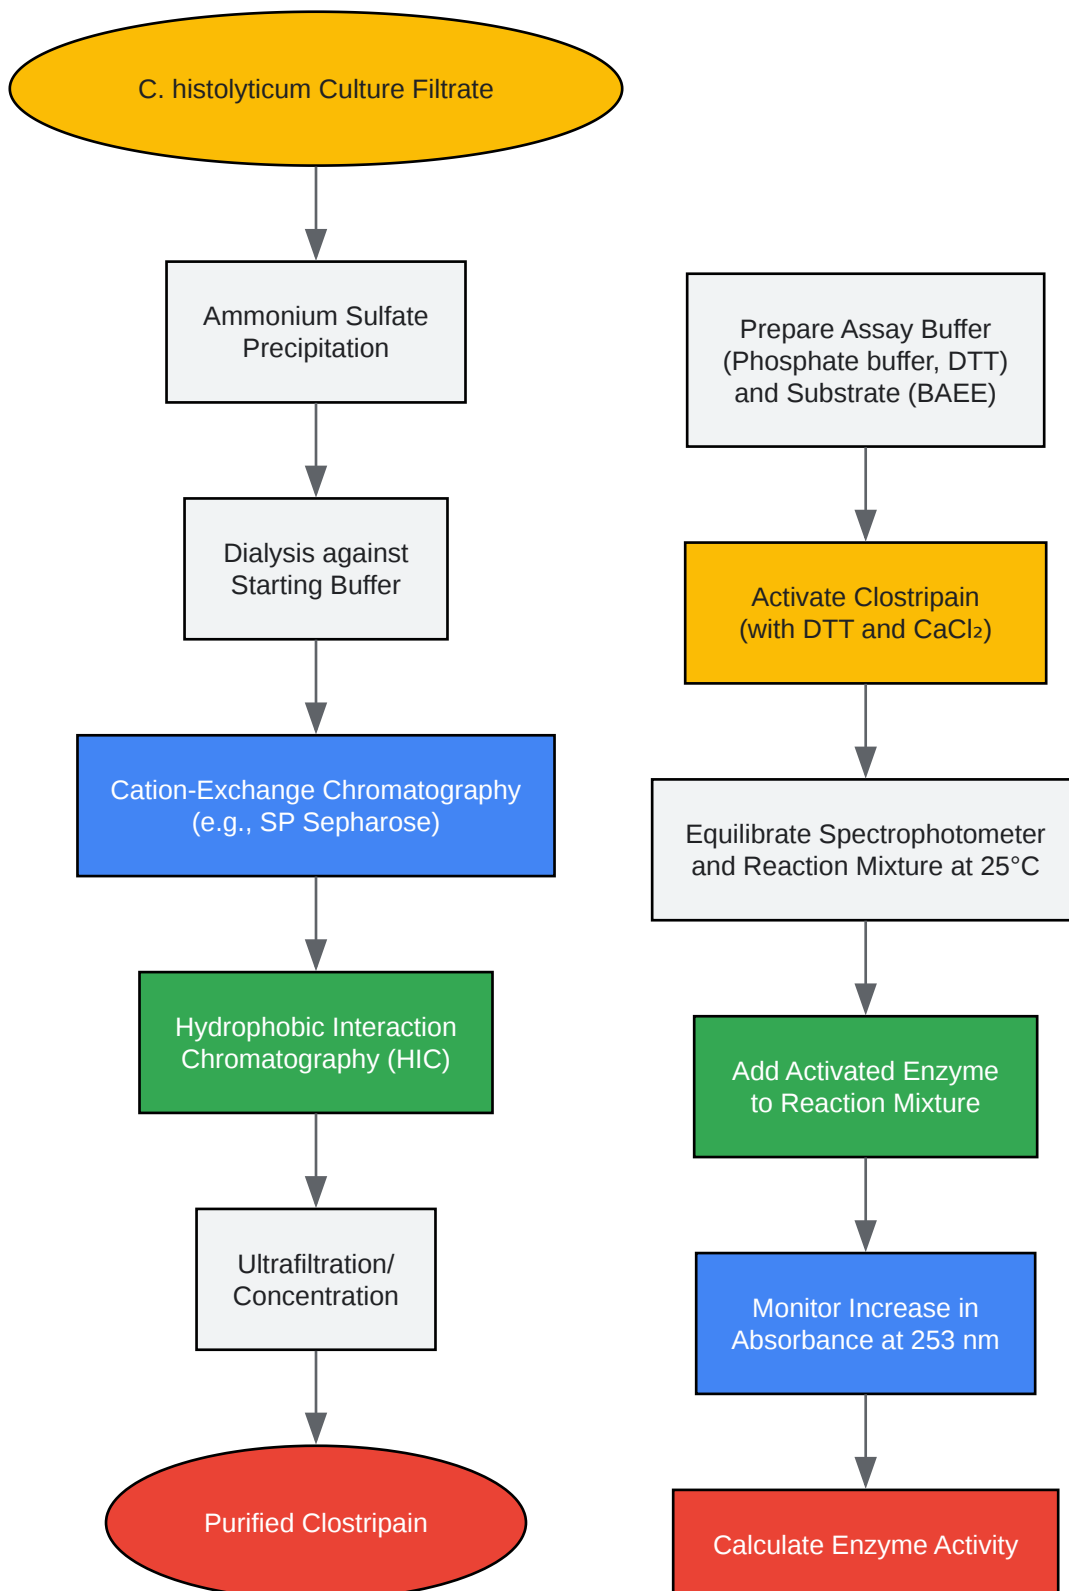 C. histolyticum Culture Filtrate
Ammonium Sulfate
Precipitation
Dialysis against
Starting Buffer
Cation-Exchange Chromatography
(e.g., SP Sepharose)
Hydrophobic Interaction
Chromatography (HIC)
Ultrafiltration/
Concentration
Purified Clostripain
Prepare Assay Buffer
(Phosphate buffer, DTT)
and Substrate (BAEE)
Activate Clostripain
(with DTT and CaCl₂)
Equilibrate Spectrophotometer
and Reaction Mixture at 25°C
Add Activated Enzyme
to Reaction Mixture
Monitor Increase in
Absorbance at 253 nm
Calculate Enzyme Activity